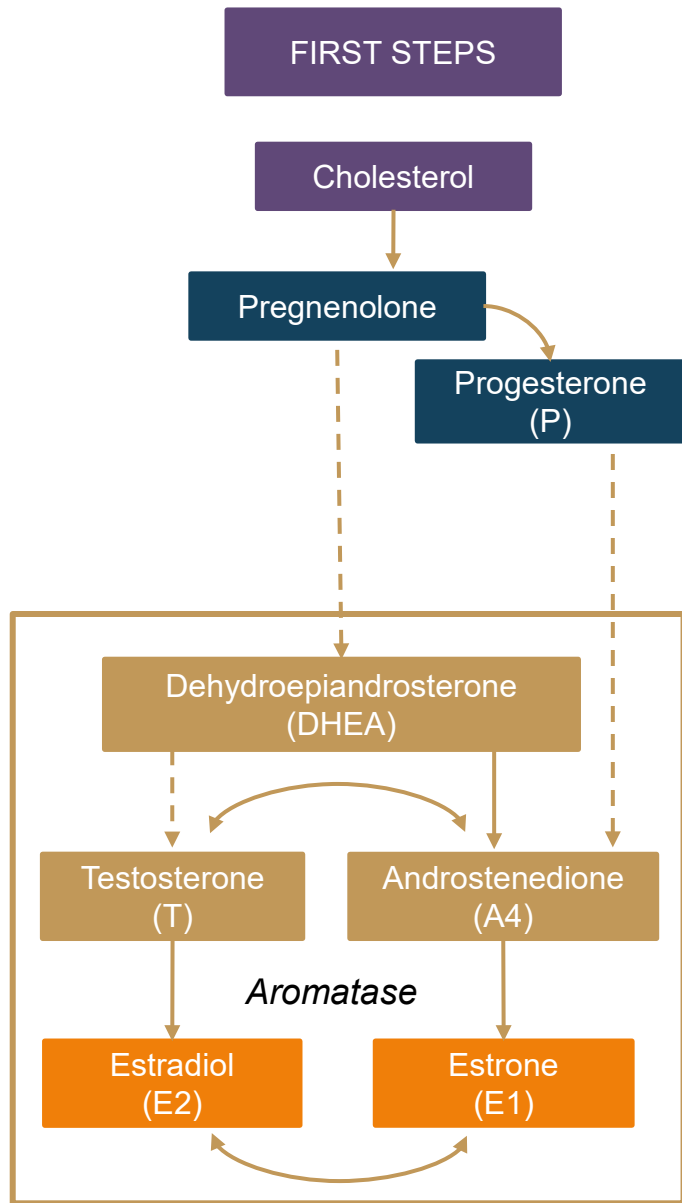 FIRST STEPS
Cholesterol
Pregnenolone
Progesterone
(P)
Dehydroepiandrosterone
(DHEA)
Testosterone
(T)
Androstenedione
(A4)
Aromatase
Estradiol
(E2)
Estrone
(E1)